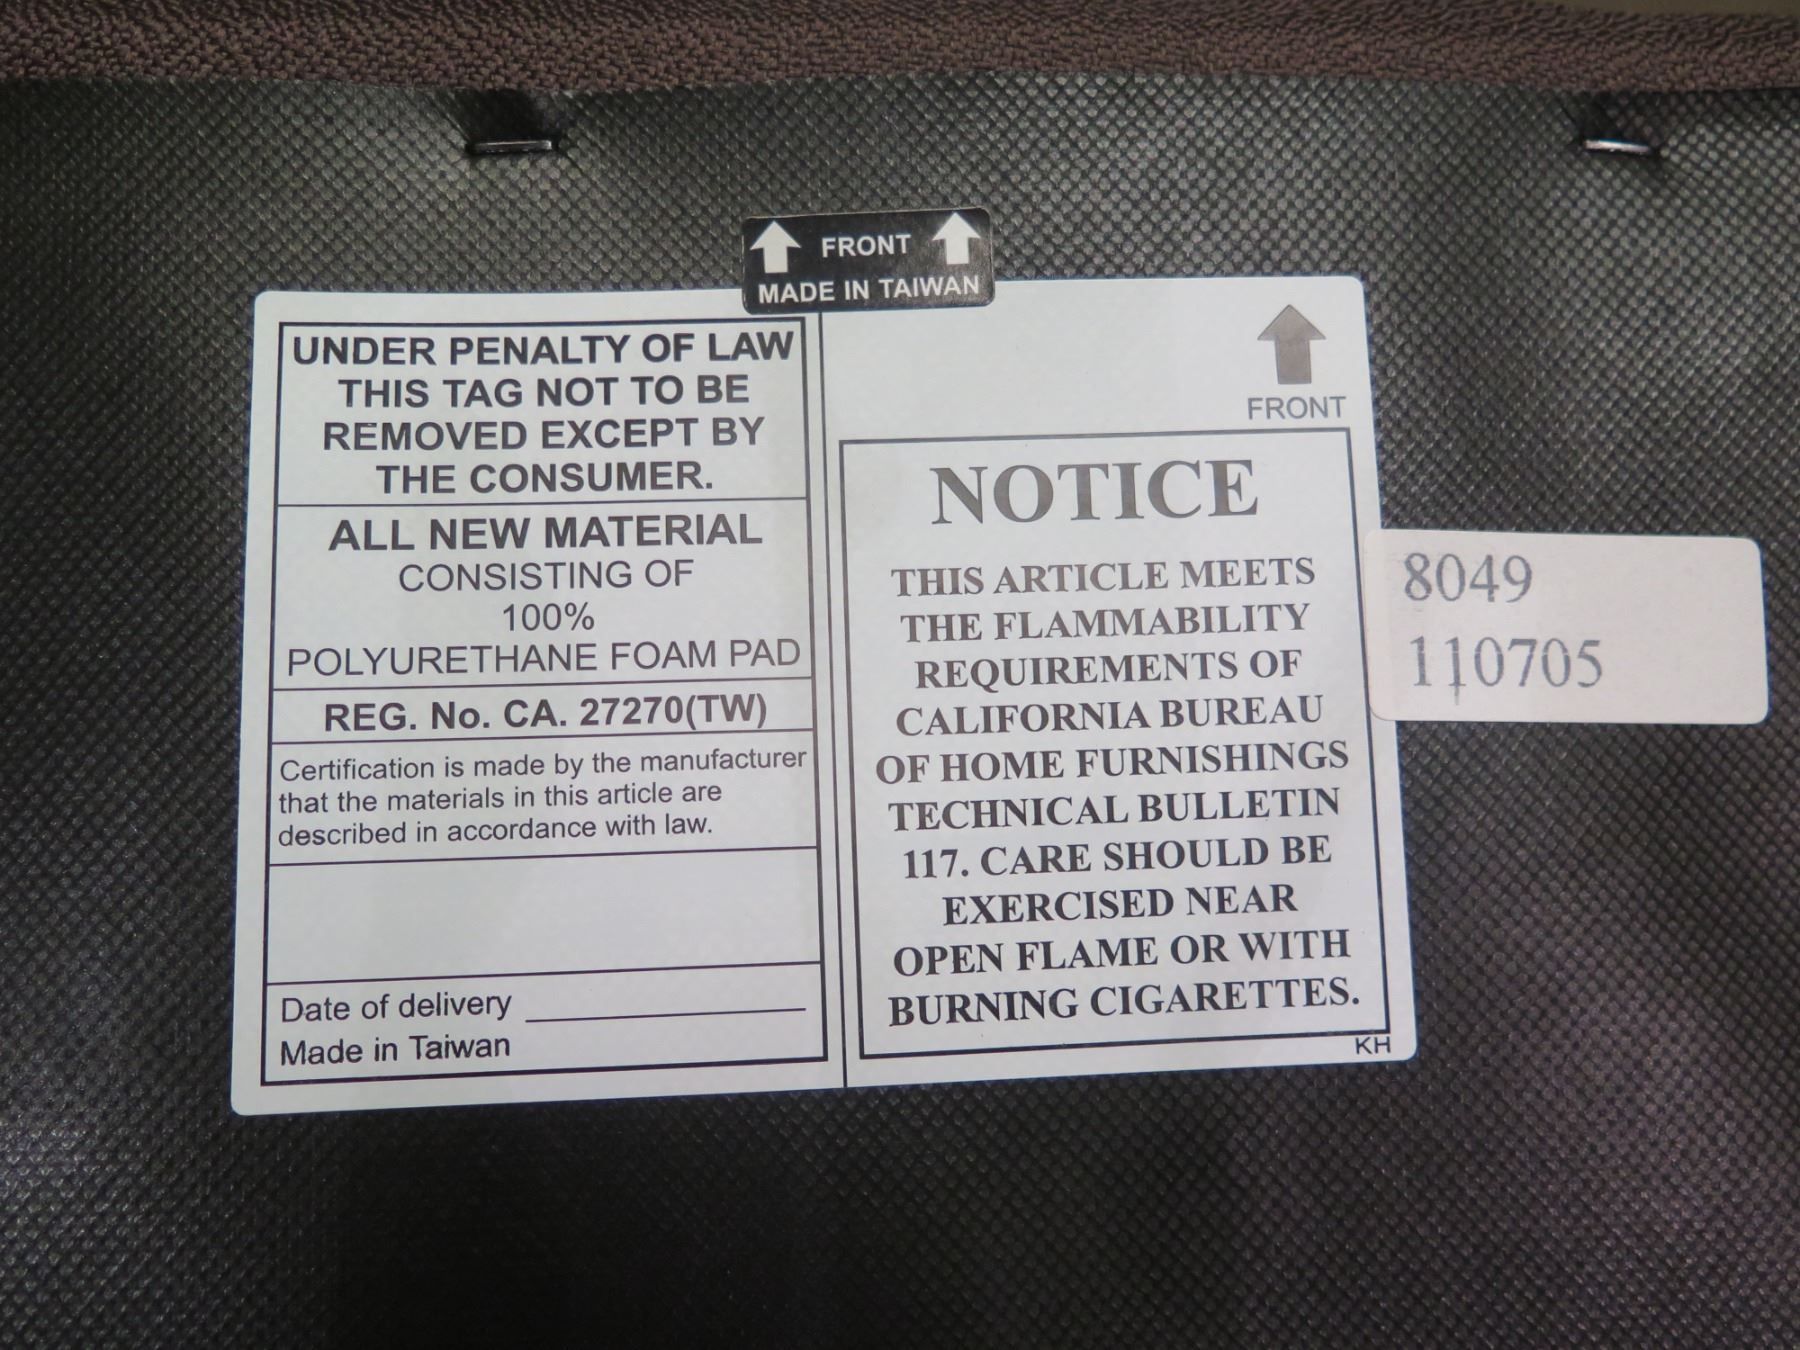 FRONT
MADE IN TAIWAN
UNDER PENALTY OF LAW
THIS TAG NOT TO BE
REMOVED EXCEPT BY
THE CONSUMER.
ALL NEW MATERIAL
CONSISTING OF
100%
POLYURETHANE FOAM PAD
REG. No. CA. 27270(TW)
Certification is made by the manufacturer
that the materials in this article are
described in accordance with law.
Date of delivery
Made in Taiwan
FRONT
NOTICE
THIS ARTICLE MEETS
THE FLAMMABILITY
REQUIREMENTS OF
CALIFORNIA BUREAU
OF HOME FURNISHINGS
TECHNICAL BULLETIN
117. CARE SHOULD BE
EXERCISED NEAR
OPEN FLAME OR WITH
BURNING CIGARETTES.
KH
8049
110705